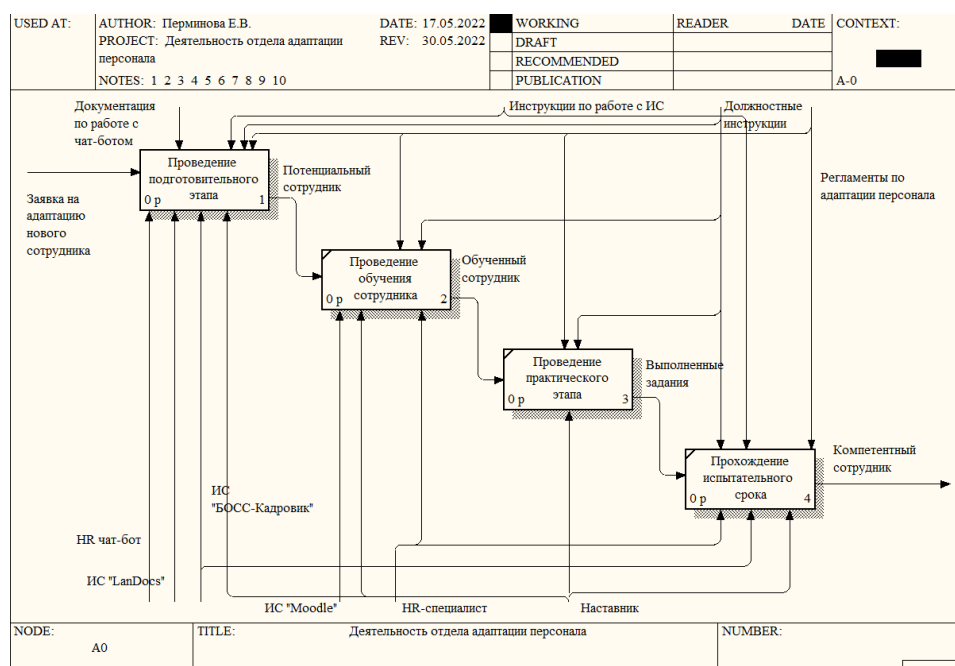 USED AT:
AUTHOR: Перминова Е.В.
DATE: 17.05.2022
WORKING
READER
DATE
CONTEXT:
PROJECT: Деятельность отдела адаптации
персонала
REV: 30.05.2022
DRAFT
RECOMMENDED
NOTES: 1 2 3 4 5 6 7 8 9 10
PUBLICATION
A-0
Документация
по работе с
чат-ботом
Инструкции по работе с ИС
Должностные
инструкции
Проведение
подготовительного
этапа
0 р
1
Потенциальный
сотрудник
Регламенты по
адаптации персонала
Заявка на
адаптацию
нового
сотрудника
Проведение
обучения
сотрудника
0 р
2
Обученный
сотрудник
Проведение
практического
этапа
0 р
3
Выполненные
задания
Прохождение
испытательного
срока
0 р
4
Компетентный
сотрудник
ИС
"БОСС-Кадровик"
HR чат-бот
ИС "LanDocs"
ИС "Moodle"
HR-специалист
Наставник
NODE:
A0
TITLE:
Деятельность отдела адаптации персонала
NUMBER: